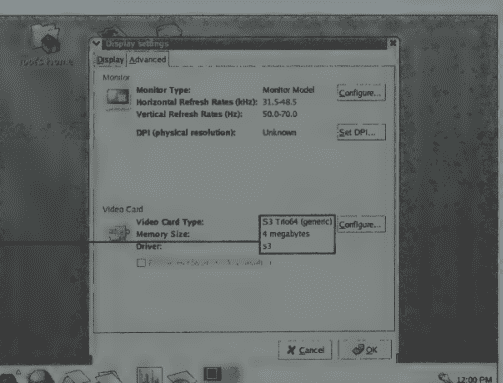 root's Home
Display settings
Display Advanced
Monitor
Monitor Type: Monitor Model
Configure...
Horizontal Refresh Rates (kHz): 31.5-48.5
Vertical Refresh Rates (Hz): 50.0-70.0
DPI (physical resolution): Unknown
Set DPI...
Video Card
Video Card Type: S3 Trio64 (generic)
Configure...
Memory Size: 4 megabytes
Driver: s3
Cancel
OK
12:00 PM